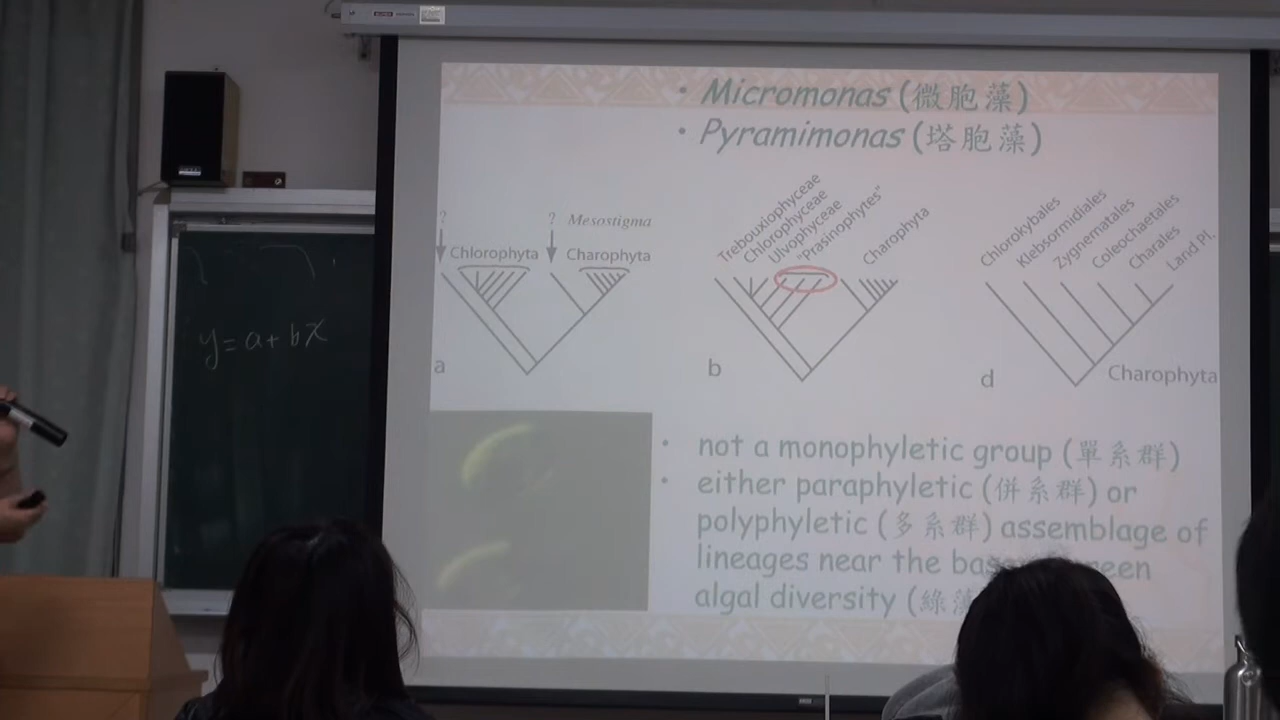 • Micromonas (微胞藻)
• Pyramimonas (塔胞藻)
? ? Mesostigma
Chlorophyta Charophyta
a
Trebouxiophyceae
Chlorophyceae
Ulvophyceae
"Prasinophytes"
Charophyta
b
Chlorokybales
Klebsormidiales
Zygnematales
Coleochaetales
Charales
Land Pl.
d
Charophyta
y=a+bx
• not a monophyletic group (單系群)
• either paraphyletic (併系群) or
polyphyletic (多系群) assemblage of
lineages near the
algal diversity (綠藻